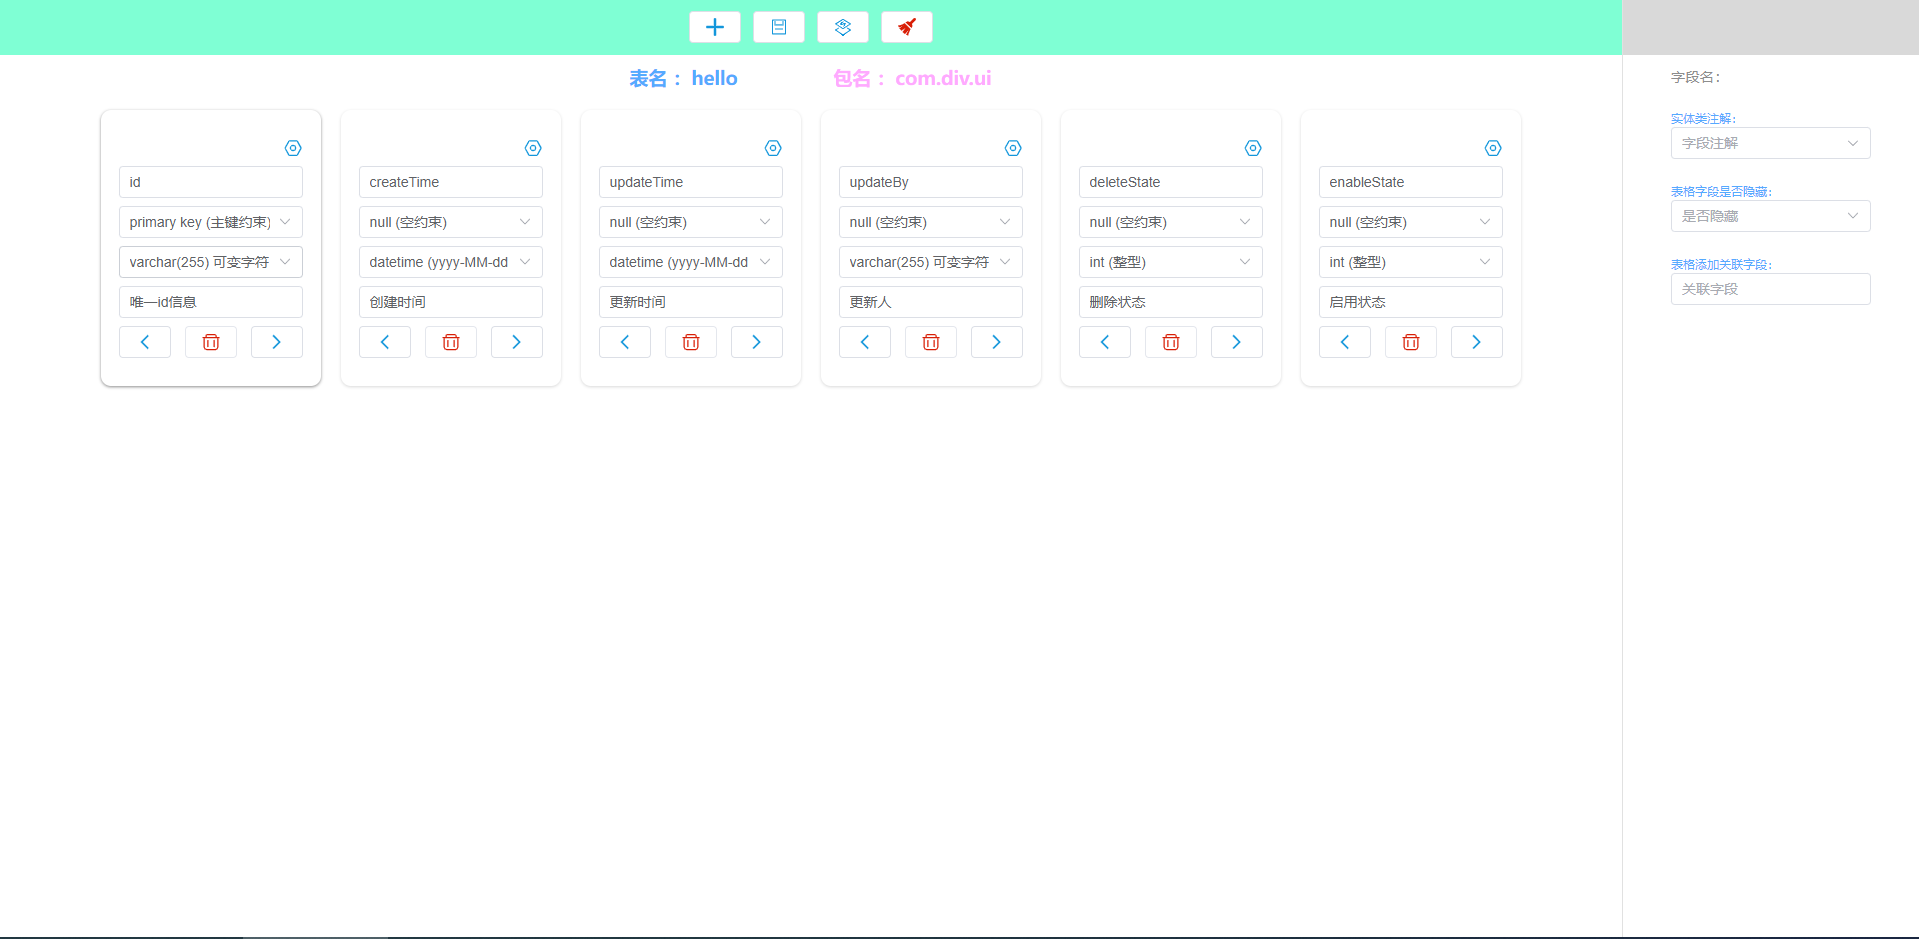 表名： hello
包名： com.div.ui
id
primary key (主键约束)
varchar(255) 可变字符
唯一id信息
createTime
null (空约束)
datetime (yyyy-MM-dd
创建时间
updateTime
null (空约束)
datetime (yyyy-MM-dd
更新时间
updateBy
null (空约束)
varchar(255) 可变字符
更新人
deleteState
null (空约束)
int (整型)
删除状态
enableState
null (空约束)
int (整型)
启用状态
字段名：
实体类注解：
字段注解
表格字段是否隐藏：
是否隐藏
表格添加关联字段：
关联字段